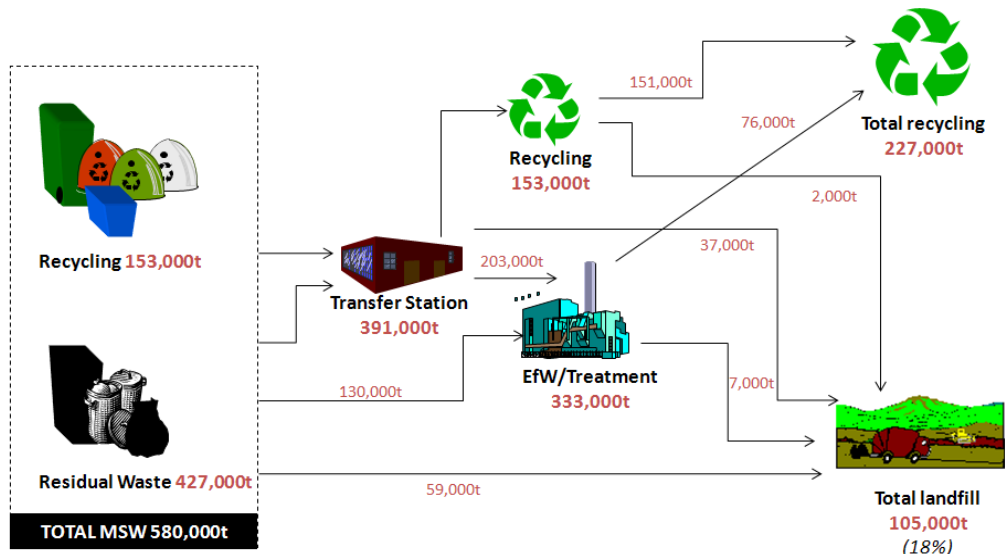 Recycling 153,000t
Residual Waste 427,000t
TOTAL MSW 580,000t
Transfer Station
391,000t
203,000t
130,000t
59,000t
Recycling
153,000t
151,000t
76,000t
2,000t
37,000t
EfW/Treatment
333,000t
7,000t
Total recycling
227,000t
Total landfill
105,000t
(18%)